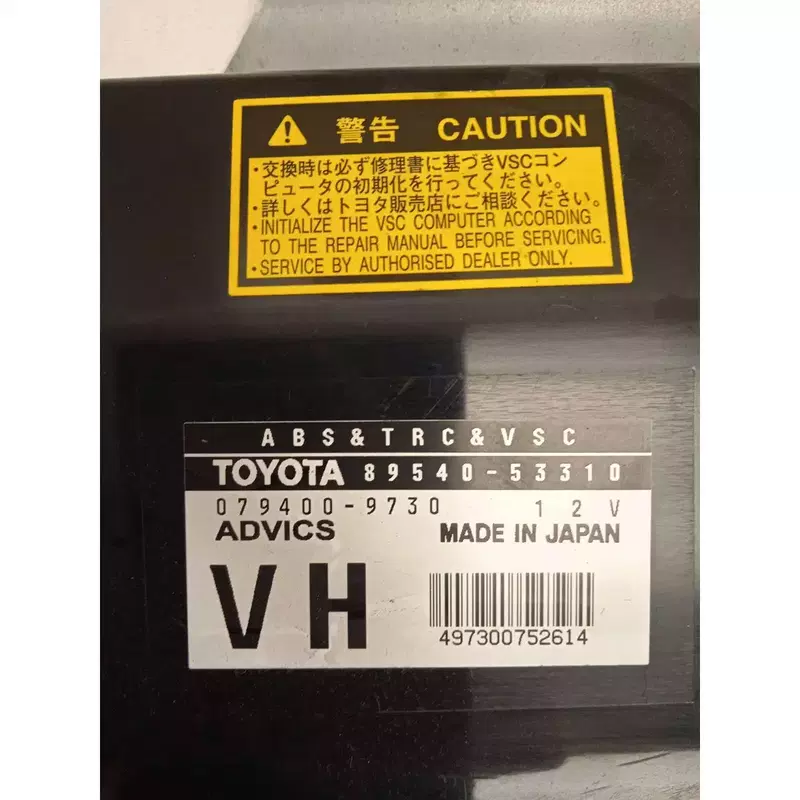 警告 CAUTION
・交換時は必ず修理書に基づきVSCコン
ピュータの初期化を行ってください。
・詳しくはトヨタ販売店にご相談ください。
・INITIALIZE THE VSC COMPUTER ACCORDING
TO THE REPAIR MANUAL BEFORE SERVICING.
・SERVICE BY AUTHORISED DEALER ONLY.
ABS&TRC&VSC
TOYOTA 89540-53310
079400-9730 12V
ADVICS MADE IN JAPAN
VH
497300752614